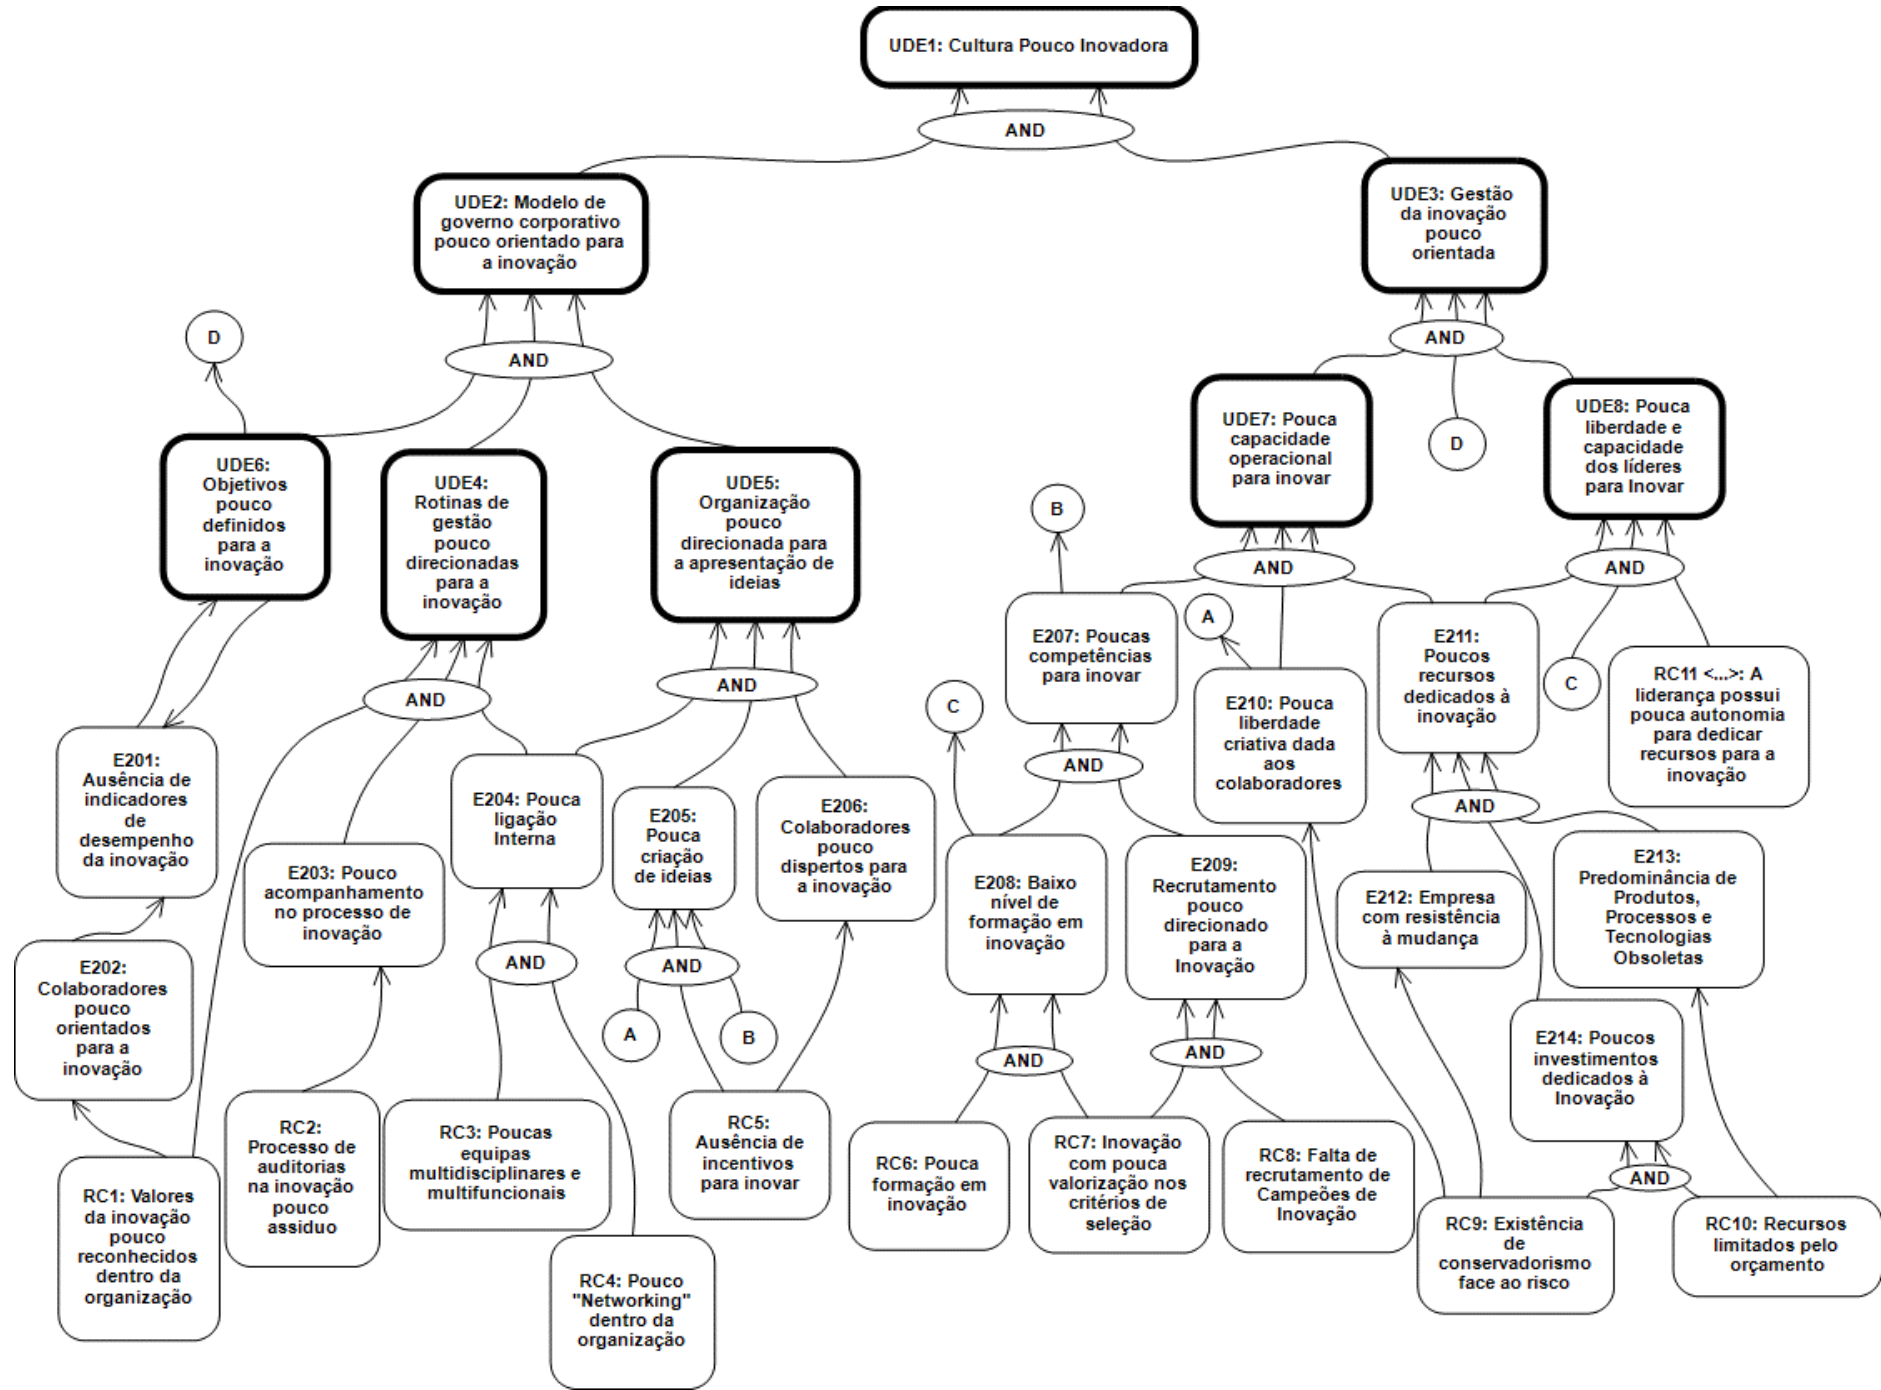 UDE1: Cultura Pouco Inovadora
AND
UDE2: Modelo de
governo corporativo
pouco orientado para
a inovação
UDE3: Gestão
da inovação
pouco
orientada
D
AND
AND
UDE6:
Objetivos
pouco
definidos
para a
inovação
UDE4:
Rotinas de
gestão
pouco
direcionadas
para a
inovação
UDE5:
Organização
pouco
direcionada para
a apresentação de
ideias
UDE7: Pouca
capacidade
operacional
para inovar
D
UDE8: Pouca
liberdade e
capacidade
dos líderes
para Inovar
B
AND
AND
A
E207: Poucas
competências
para inovar
E211:
Poucos
recursos
dedicados à
inovação
C
RC11 <...>: A
liderança possui
pouca autonomia
para dedicar
recursos para a
inovação
AND
AND
C
E210: Pouca
liberdade
criativa dada
aos
colaboradores
E201:
Ausência de
indicadores
de
desempenho
da inovação
E204: Pouca
ligação
Interna
AND
AND
E203: Pouco
acompanhamento
no processo de
inovação
E205:
Pouca
criação
de ideias
E206:
Colaboradores
pouco
dispertos para
a inovação
E208: Baixo
nível de
formação em
inovação
E209:
Recrutamento
pouco
direcionado
para a
Inovação
E212: Empresa
com resistência
à mudança
E213:
Predominância de
Produtos,
Processos e
Tecnologias
Obsoletas
E202:
Colaboradores
pouco
orientados
para a
inovação
AND
AND
A
B
AND
AND
E214: Poucos
investimentos
dedicados à
Inovação
RC2:
Processo de
auditorias
na inovação
pouco
assiduo
RC3: Poucas
equipas
multidisciplinares e
multifuncionais
RC5:
Ausência de
incentivos
para inovar
RC6: Pouca
formação em
inovação
RC7: Inovação
com pouca
valorização nos
critérios de
seleção
RC8: Falta de
recrutamento de
Campeões de
Inovação
AND
RC1: Valores
da inovação
pouco
reconhecidos
dentro da
organização
RC4: Pouco
"Networking"
dentro da
organização
RC9: Existência
de
conservadorismo
face ao risco
RC10: Recursos
limitados pelo
orçamento